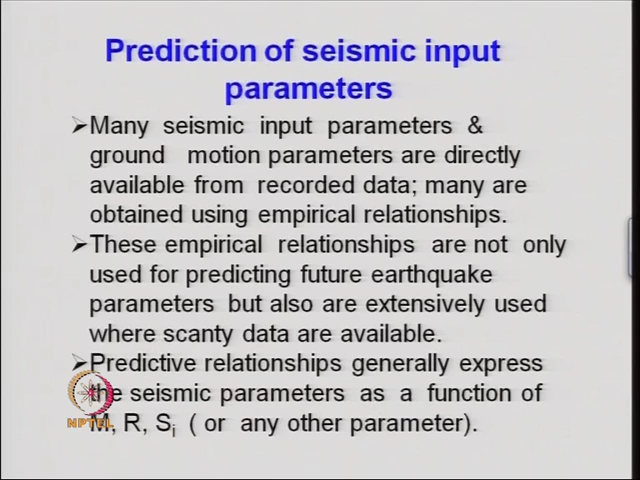 Prediction of seismic input
parameters
➢Many seismic input parameters &
ground motion parameters are directly
available from recorded data; many are
obtained using empirical relationships.
➢These empirical relationships are not only
used for predicting future earthquake
parameters but also are extensively used
where scanty data are available.
➢Predictive relationships generally express
the seismic parameters as a function of
M, R, Si ( or any other parameter).
NPTEL